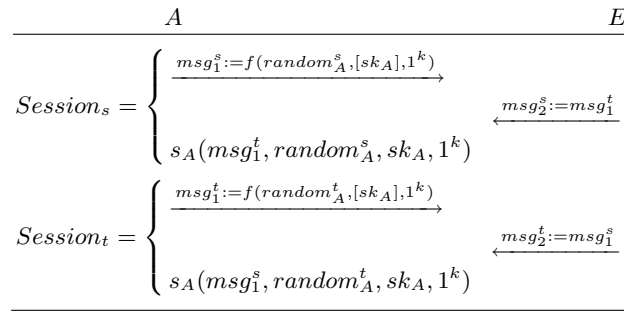 A E
msg_1^s:=f(random_A^s,[sk_A],1^k)
Session_s = {
msg_2^s:=msg_1^t
s_A(msg_1^t,random_A^s,sk_A,1^k)
msg_1^t:=f(random_A^t,[sk_A],1^k)
Session_t = {
msg_2^t:=msg_1^s
s_A(msg_1^s,random_A^t,sk_A,1^k)